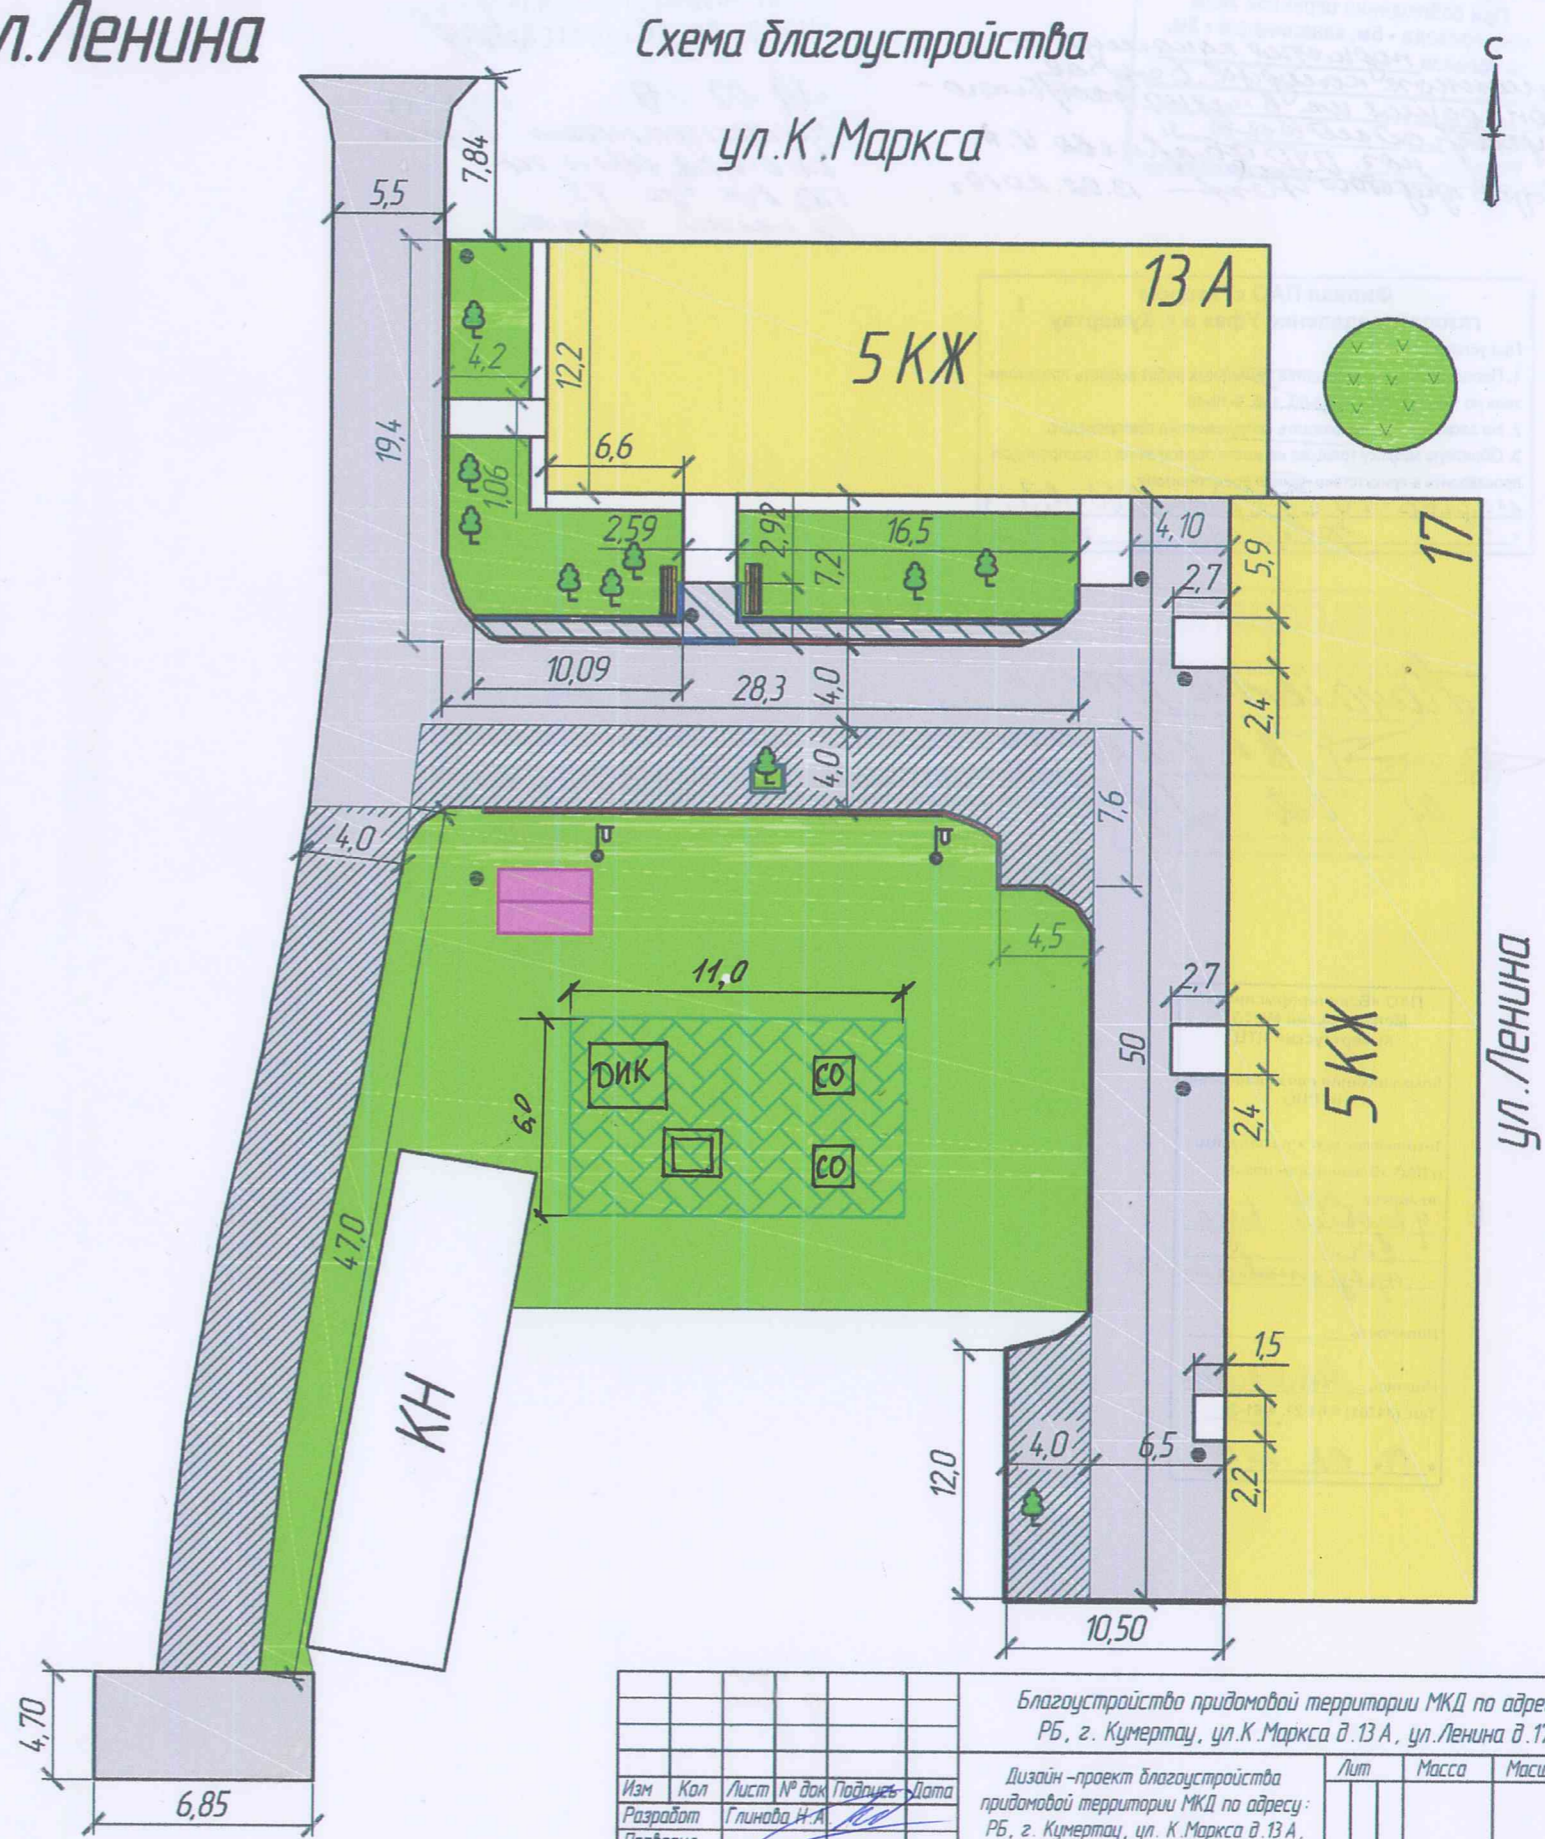 л.Ленина
Схема благоустройства
ул.К.Маркса
С
7,84
5,5
13 А
5 КЖ
4,2
12,2
19,4
6,6
1,06
2,59
2,92
7,2
16,5
4,10
17
2,7
5,9
10,09
28,3
4,0
2,4
4,0
7,6
4,0
4,5
11,0
2,7
50
ДИК
СО
6,0
СО
2,4
5 КЖ
ул.Ленина
47,0
КН
1,5
12,0
4,0
6,5
2,2
10,50
4,70
6,85
Благоустройство придомовой территории МКД по адре
РБ, г. Кумертау, ул.К.Маркса д.13 А, ул.Ленина д.17
Изм Кол Лист № док Подпись Дата
Разработ Глинова Н.А.
Дизайн-проект благоустройства
придомовой территории МКД по адресу:
РБ, г. Кумертау, ул. К.Маркса д.13 А,
Лит Масса Масш